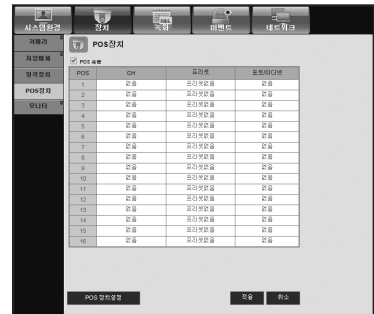 시스템환경 장치 녹화 이벤트 네트워크
카메라
저장매체
원격장치
POS장치
모니터
POS장치
POS 사용
POS CH 프리셋 포트/이더넷
1 없음 프리셋없음 없음
2 없음 프리셋없음 없음
3 없음 프리셋없음 없음
4 없음 프리셋없음 없음
5 없음 프리셋없음 없음
6 없음 프리셋없음 없음
7 없음 프리셋없음 없음
8 없음 프리셋없음 없음
9 없음 프리셋없음 없음
10 없음 프리셋없음 없음
11 없음 프리셋없음 없음
12 없음 프리셋없음 없음
13 없음 프리셋없음 없음
14 없음 프리셋없음 없음
15 없음 프리셋없음 없음
16 없음 프리셋없음 없음
POS 장치설정 적용 취소